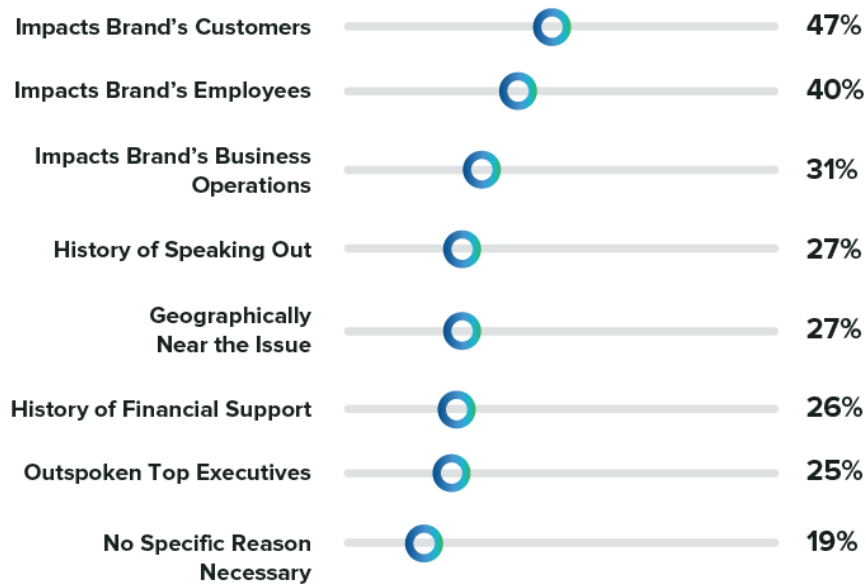 Impacts Brand’s Customers 47%
Impacts Brand’s Employees 40%
Impacts Brand’s Business
Operations 31%
History of Speaking Out 27%
Geographically
Near the Issue 27%
History of Financial Support 26%
Outspoken Top Executives 25%
No Specific Reason
Necessary 19%